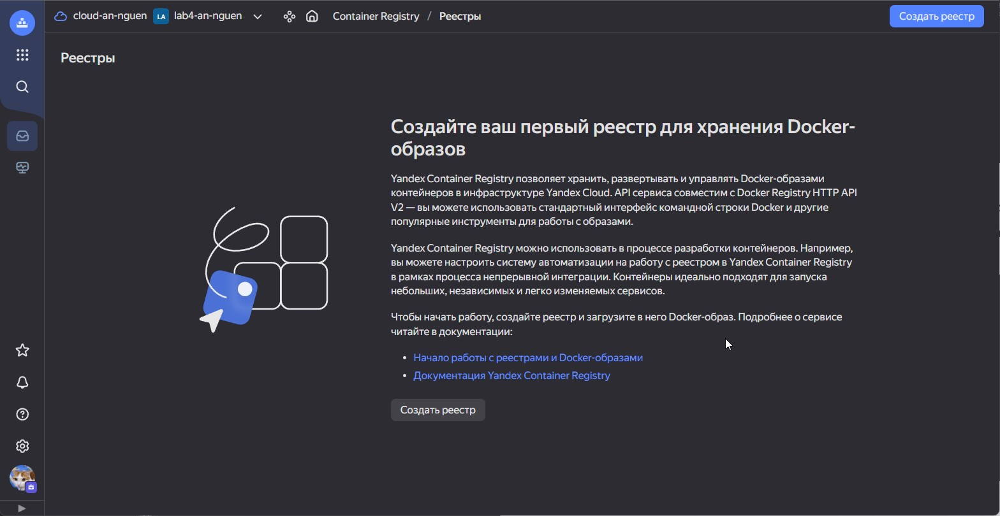 cloud-an-nguen LA lab4-an-nguen Container Registry / Реестры Создать реестр
Реестры
Создайте ваш первый реестр для хранения Docker-
образов
Yandex Container Registry позволяет хранить, развертывать и управлять Docker-образами
контейнеров в инфраструктуре Yandex Cloud. API сервиса совместим с Docker Registry HTTP API
V2 — вы можете использовать стандартный интерфейс командной строки Docker и другие
популярные инструменты для работы с образами.
Yandex Container Registry можно использовать в процессе разработки контейнеров. Например,
вы можете настроить систему автоматизации на работу с реестром в Yandex Container Registry
в рамках процесса непрерывной интеграции. Контейнеры идеально подходят для запуска
небольших, независимых и легко изменяемых сервисов.
Чтобы начать работу, создайте реестр и загрузите в него Docker-образ. Подробнее о сервисе
читайте в документации:
• Начало работы с реестрами и Docker-образами
• Документация Yandex Container Registry
Создать реестр